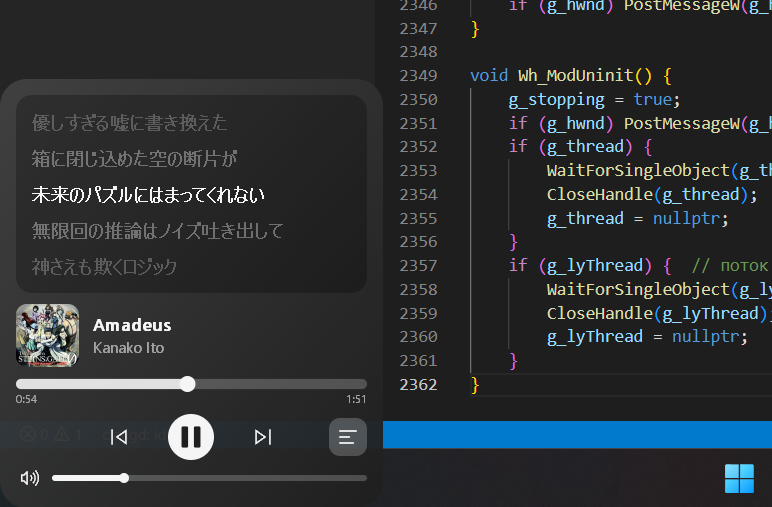 優しすぎる嘘に書き換えた
箱に閉じ込めた空の断片が
未来のパズルにはまってくれない
無限回の推論はノイズ吐き出して
神さえも欺くロジック
Amadeus
Kanako Ito
0:54
1:51
0
1
2346 if (g_hwnd) PostMessageW(g_h
2347 }
2348
2349 void Wh_ModUninit() {
2350 g_stopping = true;
2351 if (g_hwnd) PostMessageW(g_h
2352 if (g_thread) {
2353 WaitForSingleObject(g_th
2354 CloseHandle(g_thread);
2355 g_thread = nullptr;
2356 }
2357 if (g_lyThread) { // поток
2358 WaitForSingleObject(g_ly
2359 CloseHandle(g_lyThread);
2360 g_lyThread = nullptr;
2361 }
2362 }